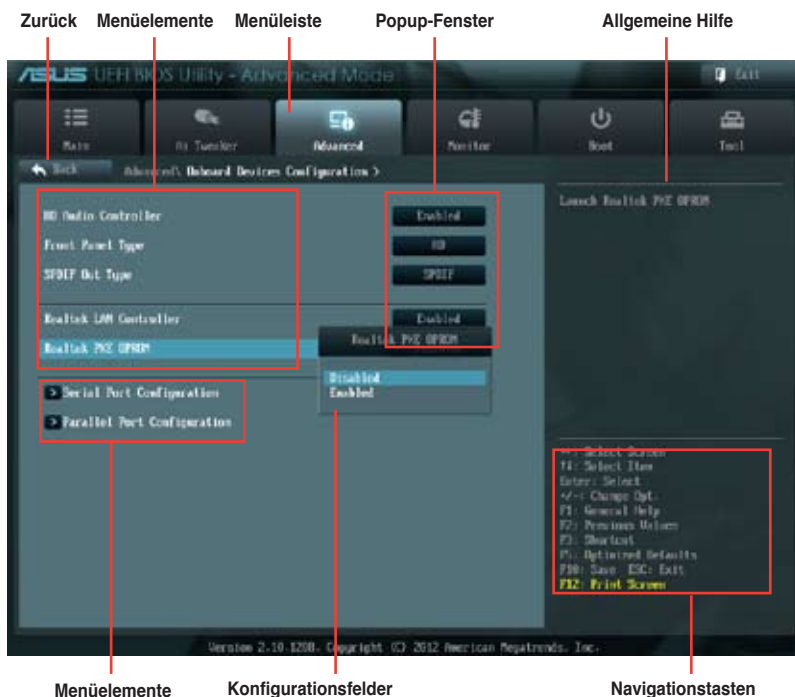 Zurück Menüelemente Menüleiste Popup-Fenster Allgemeine Hilfe
ASUS UEFI BIOS Utility - Advanced Mode Exit
Main Ai Tweaker Advanced Monitor Boot Tool
Back Advanced\ Onboard Devices Configuration >
HD Audio Controller Enabled
Front Panel Type HD
SPDIF Out Type SPDIF
Realtek LAN Controller Enabled
Realtek PXE OPROM
Serial Port Configuration
Parallel Port Configuration
Realtek PXE OPROM
Disabled
Enabled
Launch Realtek PXE OPROM
→←: Select Screen
↑↓: Select Item
Enter: Select
+/-: Change Opt.
F1: General Help
F2: Previous Values
F3: Shortcut
F5: Optimized Defaults
F10: Save ESC: Exit
F12: Print Screen
Version 2.10.1208. Copyright (C) 2012 American Megatrends, Inc.
Menüelemente Konfigurationsfelder Navigationstasten